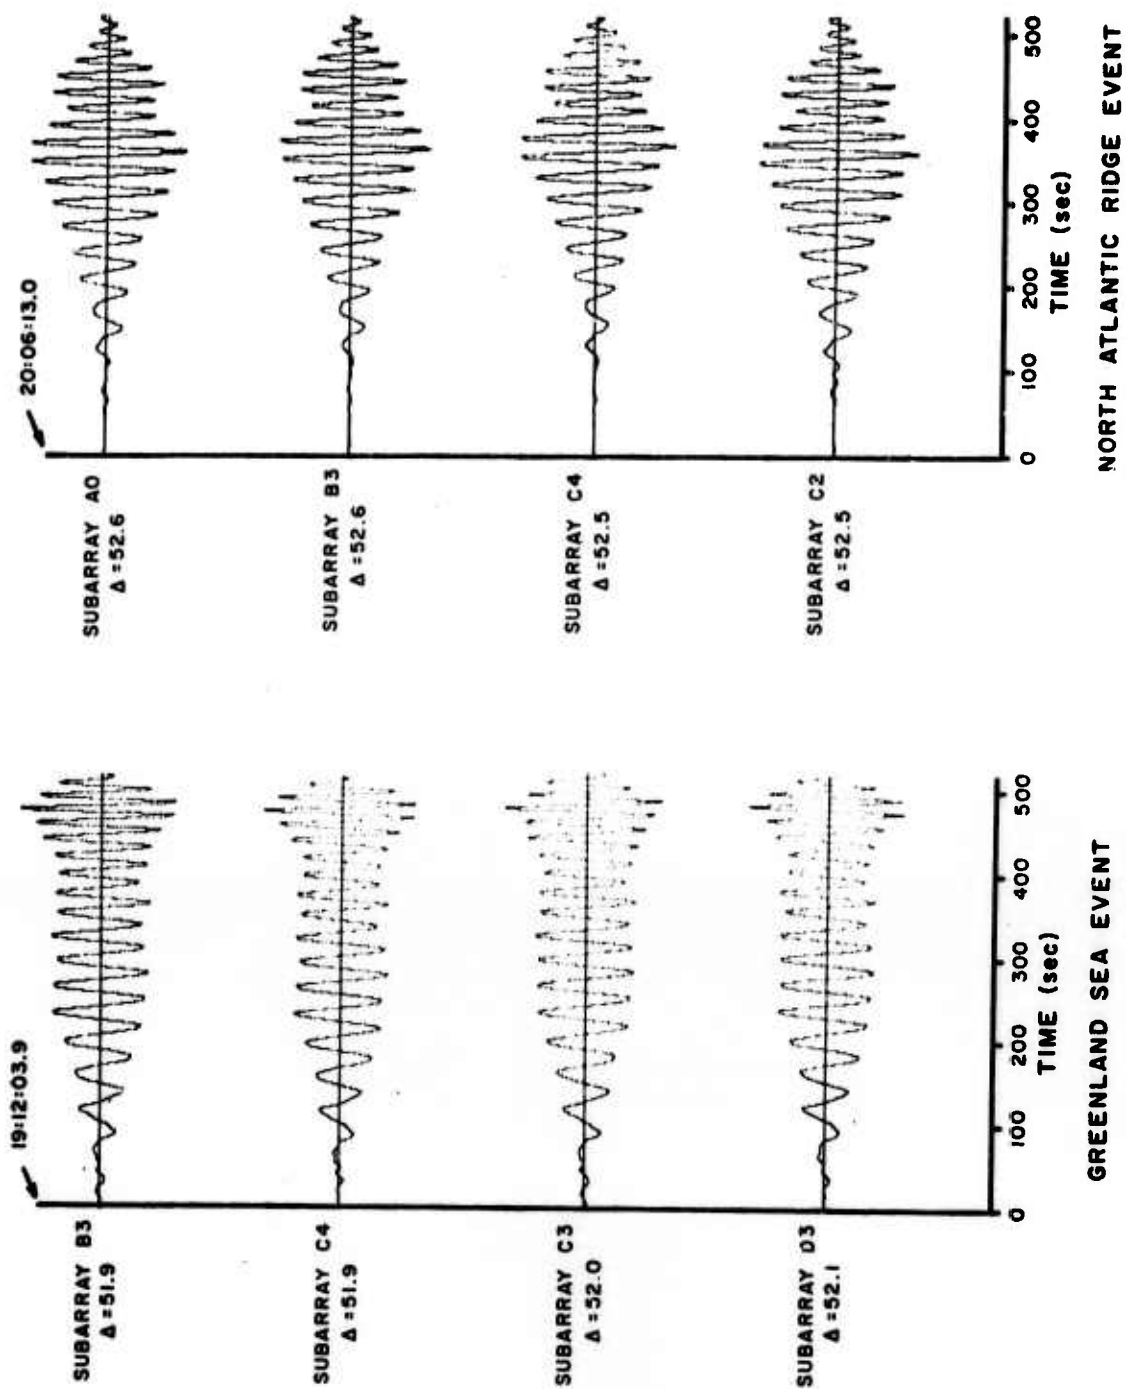 19:12:03.9
SUBARRAY B3
Δ=51.9
SUBARRAY C4
Δ=51.9
SUBARRAY C3
Δ=52.0
SUBARRAY D3
Δ=52.1
0 100 200 300 400 500
TIME (sec)
GREENLAND SEA EVENT
20:06:13.0
SUBARRAY A0
Δ=52.6
SUBARRAY B3
Δ=52.6
SUBARRAY C4
Δ=52.5
SUBARRAY C2
Δ=52.5
0 100 200 300 400 500
TIME (sec)
NORTH ATLANTIC RIDGE EVENT